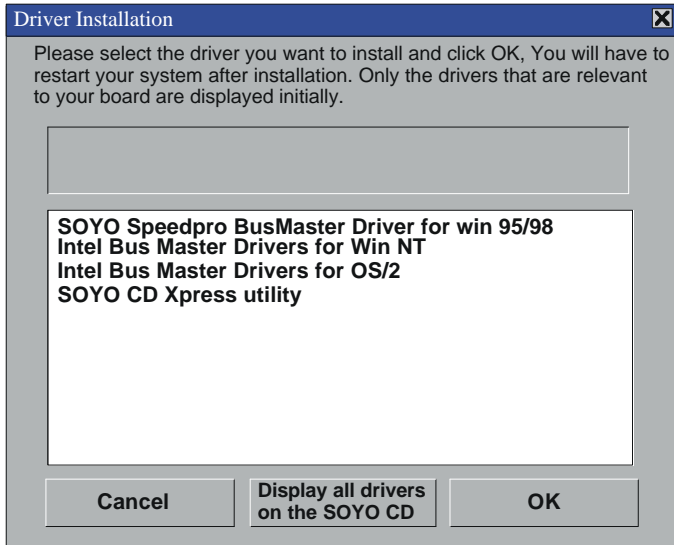 Driver Installation
Please select the driver you want to install and click OK, You will have to
restart your system after installation. Only the drivers that are relevant
to your board are displayed initially.
SOYO Speedpro BusMaster Driver for win 95/98
Intel Bus Master Drivers for Win NT
Intel Bus Master Drivers for OS/2
SOYO CD Xpress utility
Cancel
Display all drivers
on the SOYO CD
OK